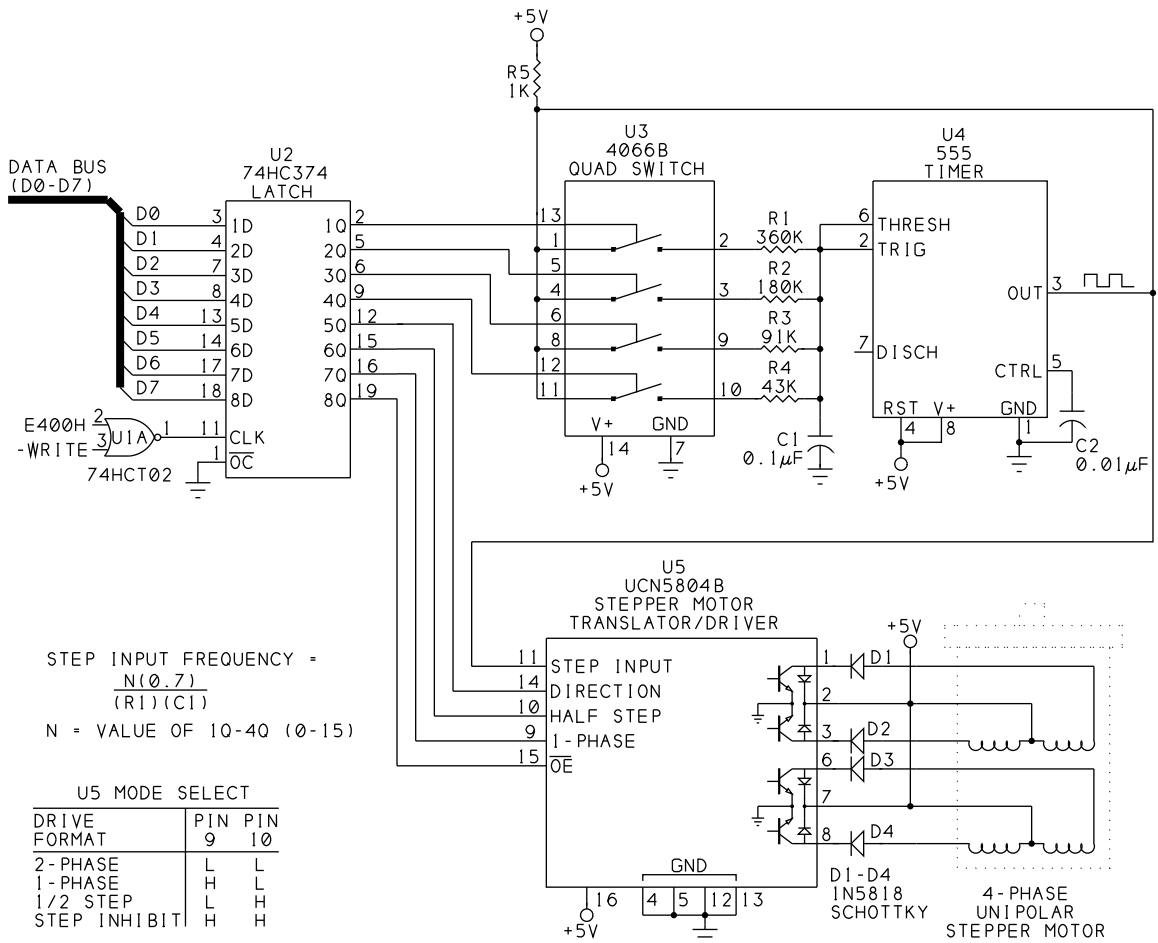 +5V
R5
1K
DATA BUS
(D0-D7)
U2
74HC374
LATCH
D0
D1
D2
D3
D4
D5
D6
D7
3
4
7
8
13
14
17
18
1D
2D
3D
4D
5D
6D
7D
8D
1Q
2Q
3Q
4Q
5Q
6Q
7Q
8Q
2
5
6
9
12
15
16
19
E400H
-WRITE
2
3
U1A
1
74HCT02
11
1
CLK
OC
U3
4066B
QUAD SWITCH
13
1
5
4
6
8
12
11
2
3
9
10
V+
GND
14
7
+5V
R1
360K
R2
180K
R3
91K
R4
43K
C1
0.1µF
U4
555
TIMER
6
2
7
THRESH
TRIG
DISCH
OUT
3
CTRL
5
RST
V+
GND
4
8
1
+5V
C2
0.01µF
U5
UCN5804B
STEPPER MOTOR
TRANSLATOR/DRIVER
11
14
10
9
15
STEP INPUT
DIRECTION
HALF STEP
1-PHASE
OE
1
2
3
6
7
8
D1
D2
D3
D4
+5V
GND
16
4
5
12
13
+5V
D1-D4
1N5818
SCHOTTKY
4-PHASE
UNIPOLAR
STEPPER MOTOR
STEP INPUT FREQUENCY =
N(0.7)
(R1)(C1)
N = VALUE OF 1Q-4Q (0-15)
U5 MODE SELECT
DRIVE FORMAT PIN 9 PIN 10
2-PHASE L L
1-PHASE H L
1/2 STEP L H
STEP INHIBIT H H